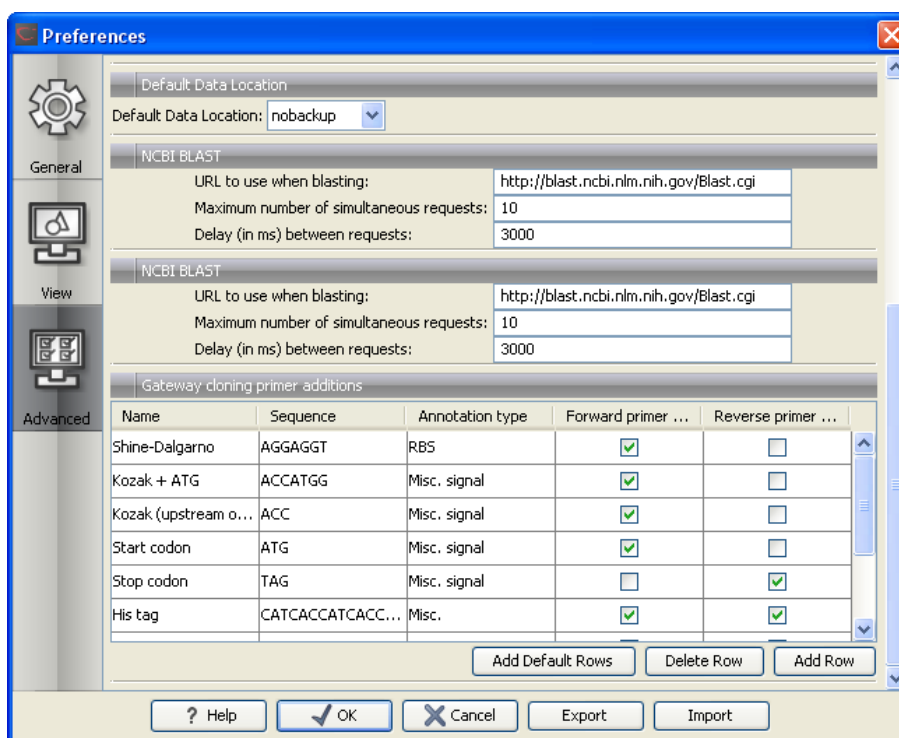 Preferences
General
View
Advanced
Default Data Location
Default Data Location: nobackup
NCBI BLAST
URL to use when blasting: http://blast.ncbi.nlm.nih.gov/Blast.cgi
Maximum number of simultaneous requests: 10
Delay (in ms) between requests: 3000
NCBI BLAST
URL to use when blasting: http://blast.ncbi.nlm.nih.gov/Blast.cgi
Maximum number of simultaneous requests: 10
Delay (in ms) between requests: 3000
Gateway cloning primer additions
Name Sequence Annotation type Forward primer ... Reverse primer ...
Shine-Dalgarno AGGAGGT RBS
Kozak + ATG ACCATGG Misc. signal
Kozak (upstream o... ACC Misc. signal
Start codon ATG Misc. signal
Stop codon TAG Misc. signal
His tag CATCACCATCACC... Misc.
Add Default Rows Delete Row Add Row
? Help OK Cancel Export Import